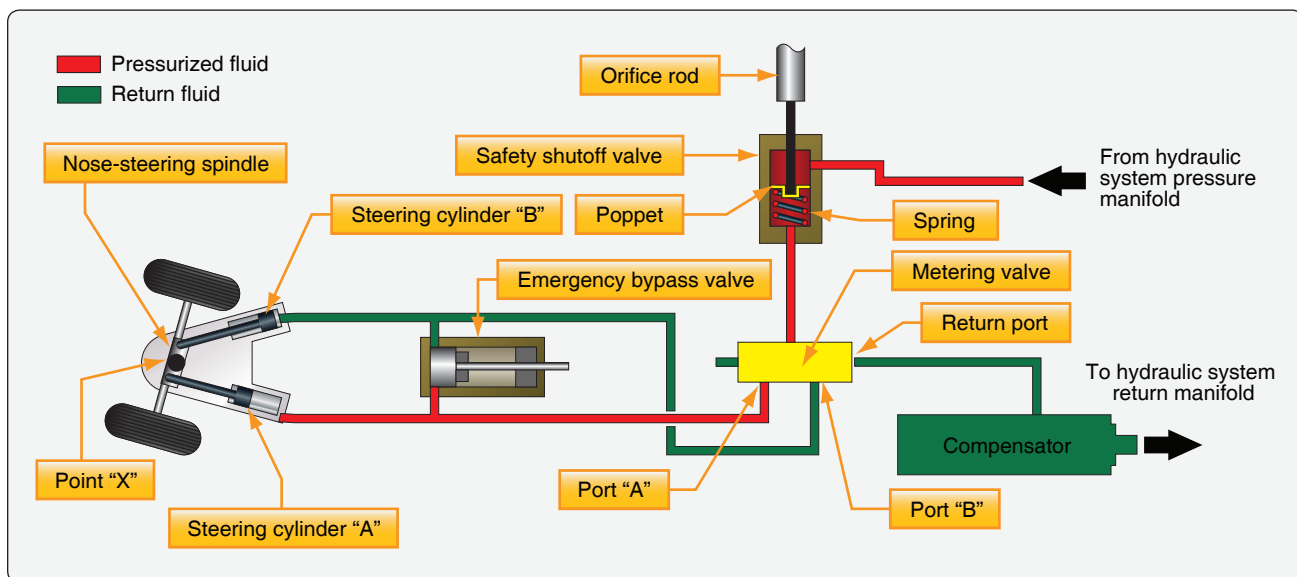 Pressurized fluid
Return fluid
Orifice rod
Safety shutoff valve
From hydraulic
system pressure
manifold
Nose-steering spindle
Steering cylinder “B”
Poppet
Spring
Emergency bypass valve
Metering valve
Return port
To hydraulic system
return manifold
Compensator
Point “X”
Port “A”
Port “B”
Steering cylinder “A”